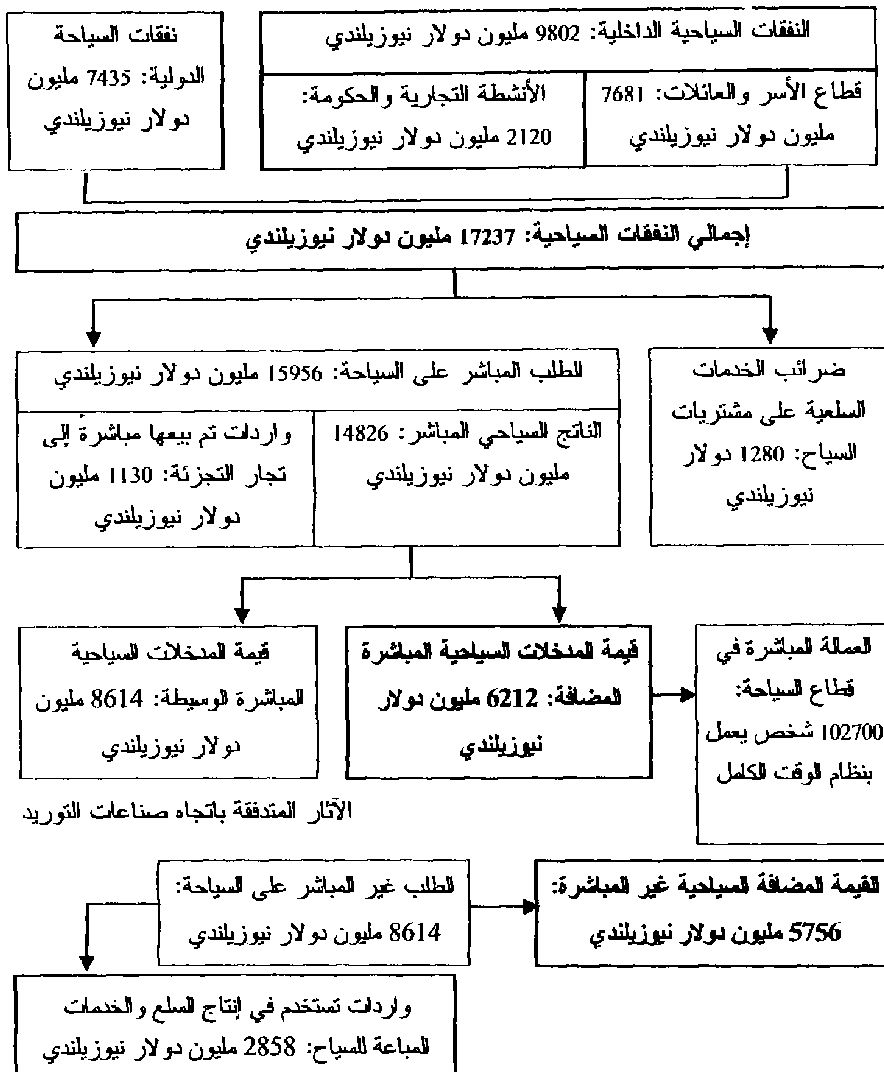 النفقات السياحية الداخلية: 9802 مليون دولار نيوزيلندي
قطاع الأسر والعائلات: 7681
مليون دولار نيوزيلندي
الأنشطة التجارية والحكومة:
2120 مليون دولار نيوزيلندي
نفقات السياحة
الدولية: 7435 مليون
دولار نيوزيلندي
إجمالي النفقات السياحية: 17237 مليون دولار نيوزيلندي
ضرائب الخدمات
السلعية على مشتريات
السياح: 1280 دولار
نيوزيلندي
الطلب المباشر على السياحة: 15956 مليون دولار نيوزيلندي
الناتج السياحي المباشر: 14826
مليون دولار نيوزيلندي
واردات تم بيعها مباشرة إلى
تجار التجزئة: 1130 مليون
دولار نيوزيلندي
العمالة المباشرة في
قطاع السياحة:
102700 شخص يعمل
بنظام الوقت الكامل
قيمة المدخلات السياحية المباشرة
المضافة: 6212 مليون دولار
نيوزيلندي
قيمة المدخلات السياحية
المباشرة الوسيطة: 8614 مليون
دولار نيوزيلندي
الآثار المتدفقة باتجاه صناعات التوريد
القيمة المضافة السياحية غير المباشرة:
5756 مليون دولار نيوزيلندي
الطلب غير المباشر على السياحة:
8614 مليون دولار نيوزيلندي
واردات تستخدم في إنتاج السلع والخدمات
المباعة للسياح: 2858 مليون دولار نيوزيلندي